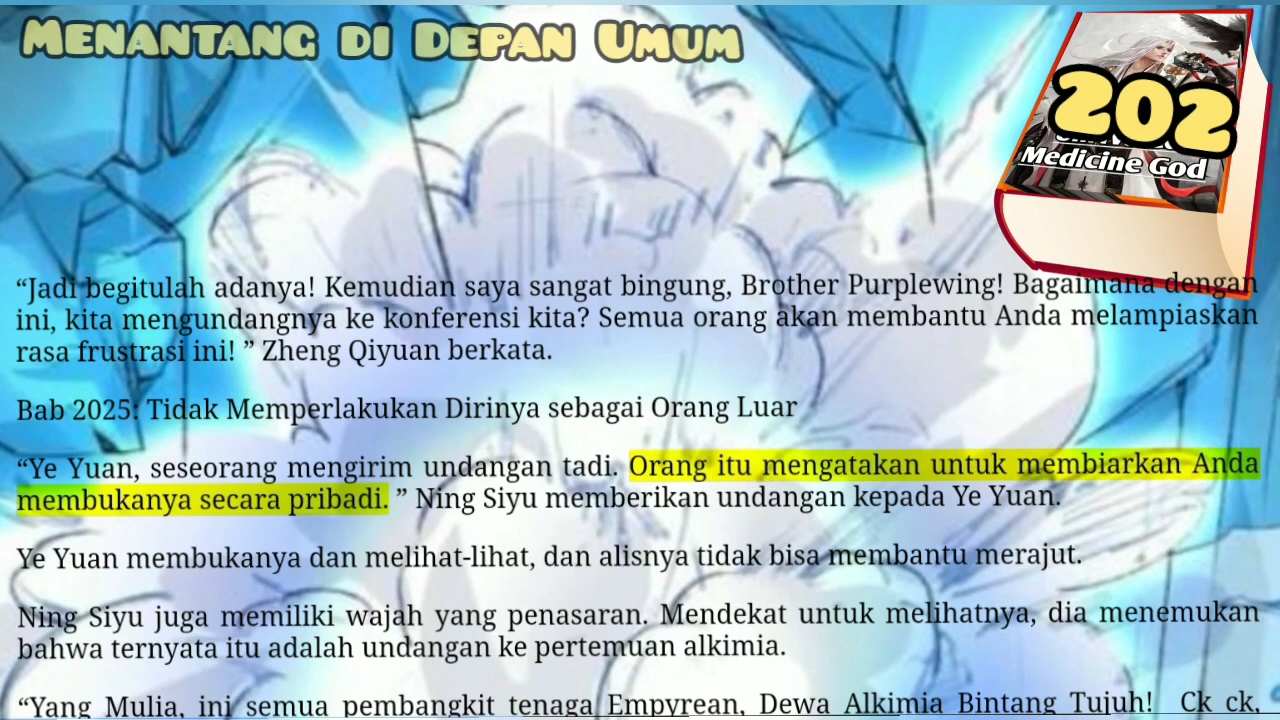 Menantang di Depan Umum
202
Medicine God
“Jadi begitulah adanya! Kemudian saya sangat bingung, Brother Purplewing! Bagaimana dengan
ini, kita mengundangnya ke konferensi kita? Semua orang akan membantu Anda melampiaskan
rasa frustrasi ini! ” Zheng Qiyuan berkata.
Bab 2025: Tidak Memperlakukan Dirinya sebagai Orang Luar
“Ye Yuan, seseorang mengirim undangan tadi. Orang itu mengatakan untuk membiarkan Anda
membukanya secara pribadi. ” Ning Siyu memberikan undangan kepada Ye Yuan.
Ye Yuan membukanya dan melihat-lihat, dan alisnya tidak bisa membantu merajut.
Ning Siyu juga memiliki wajah yang penasaran. Mendekat untuk melihatnya, dia menemukan
bahwa ternyata itu adalah undangan ke pertemuan alkimia.
“Yang Mulia, ini semua pembangkit tenaga Empyrean, Dewa Alkimia Bintang Tujuh! Ck ck,